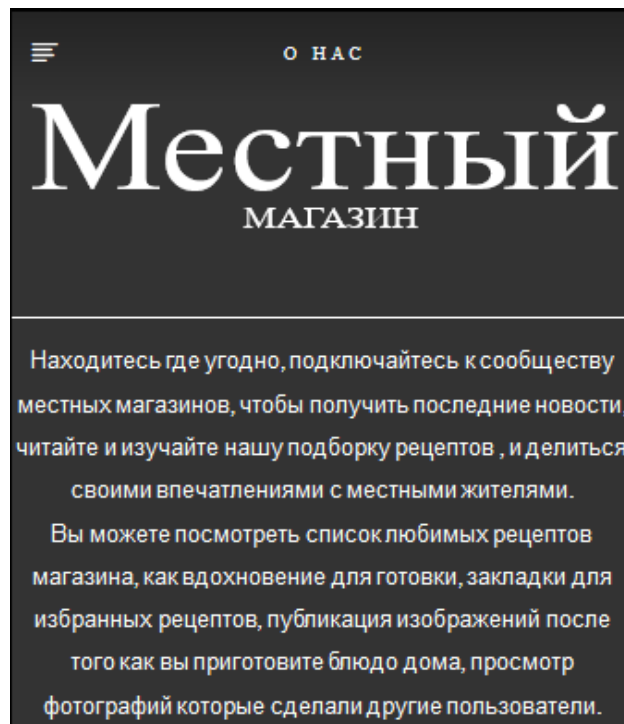 О НАС
Местный
МАГАЗИН
Находитесь где угодно, подключайтесь к сообществу
местных магазинов, чтобы получить последние новости,
читайте и изучайте нашу подборку рецептов , и делиться
своими впечатлениями с местными жителями.
Вы можете посмотреть список любимых рецептов
магазина, как вдохновение для готовки, закладки для
избранных рецептов, публикация изображений после
того как вы приготовите блюдо дома, просмотр
фотографий которые сделали другие пользователи.